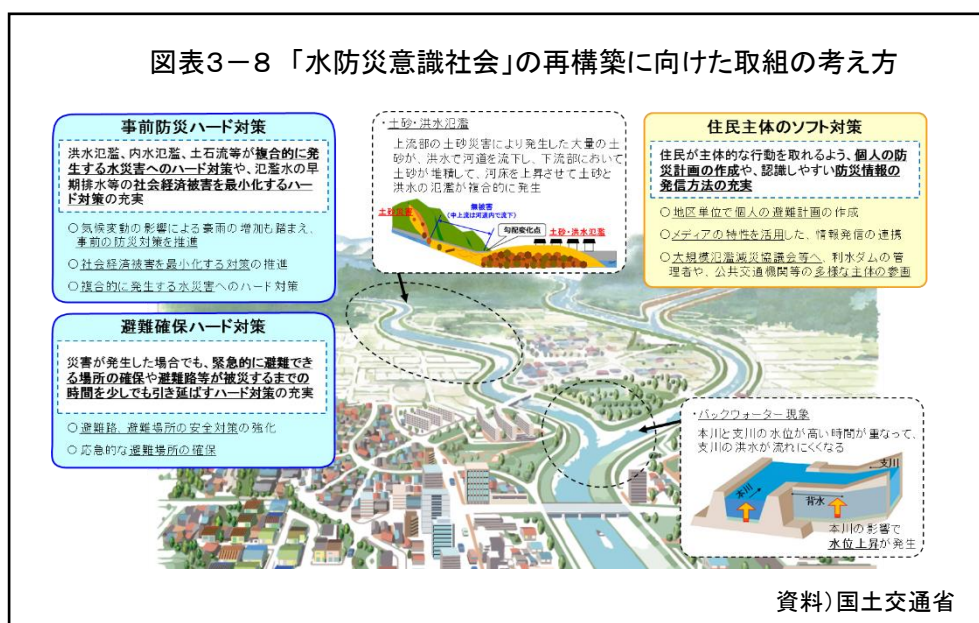 図表3－8 「水防災意識社会」の再構築に向けた取組の考え方
事前防災ハード対策
洪水氾濫、内水氾濫、土石流等が複合的に発
生する水災害へのハード対策や、氾濫水の早
期排水等の社会経済被害を最小化するハー
ド対策の充実
○気候変動の影響による豪雨の増加も踏まえ、
事前の防災対策を推進
○社会経済被害を最小化する対策の推進
○複合的に発生する水災害へのハード対策
避難確保ハード対策
災害が発生した場合でも、緊急的に避難でき
る場所の確保や避難路等が被災するまでの
時間を少しでも引き延ばすハード対策の充実
○避難路、避難場所の安全対策の強化
○応急的な避難場所の確保
・土砂・洪水氾濫
上流部の土砂災害により発生した大量の土
砂が、洪水で河道を流下し、下流部において
土砂が堆積して、河床を上昇させて土砂と
洪水の氾濫が複合的に発生
土砂災害
無被害
(中上流は河道内で流下)
勾配変化点
土砂・洪水氾濫
住民主体のソフト対策
住民が主体的な行動を取れるよう、個人の防
災計画の作成や、認識しやすい防災情報の
発信方法の充実
○地区単位で個人の避難計画の作成
○メディアの特性を活用した、情報発信の連携
○大規模氾濫減災協議会等へ、利水ダムの管
理者や、公共交通機関等の多様な主体の参画
・バックウォーター現象
本川と支川の水位が高い時間が重なって、
支川の洪水が流れにくくなる
支川
本川
背水
本川の影響で
水位上昇が発生
資料）国土交通省